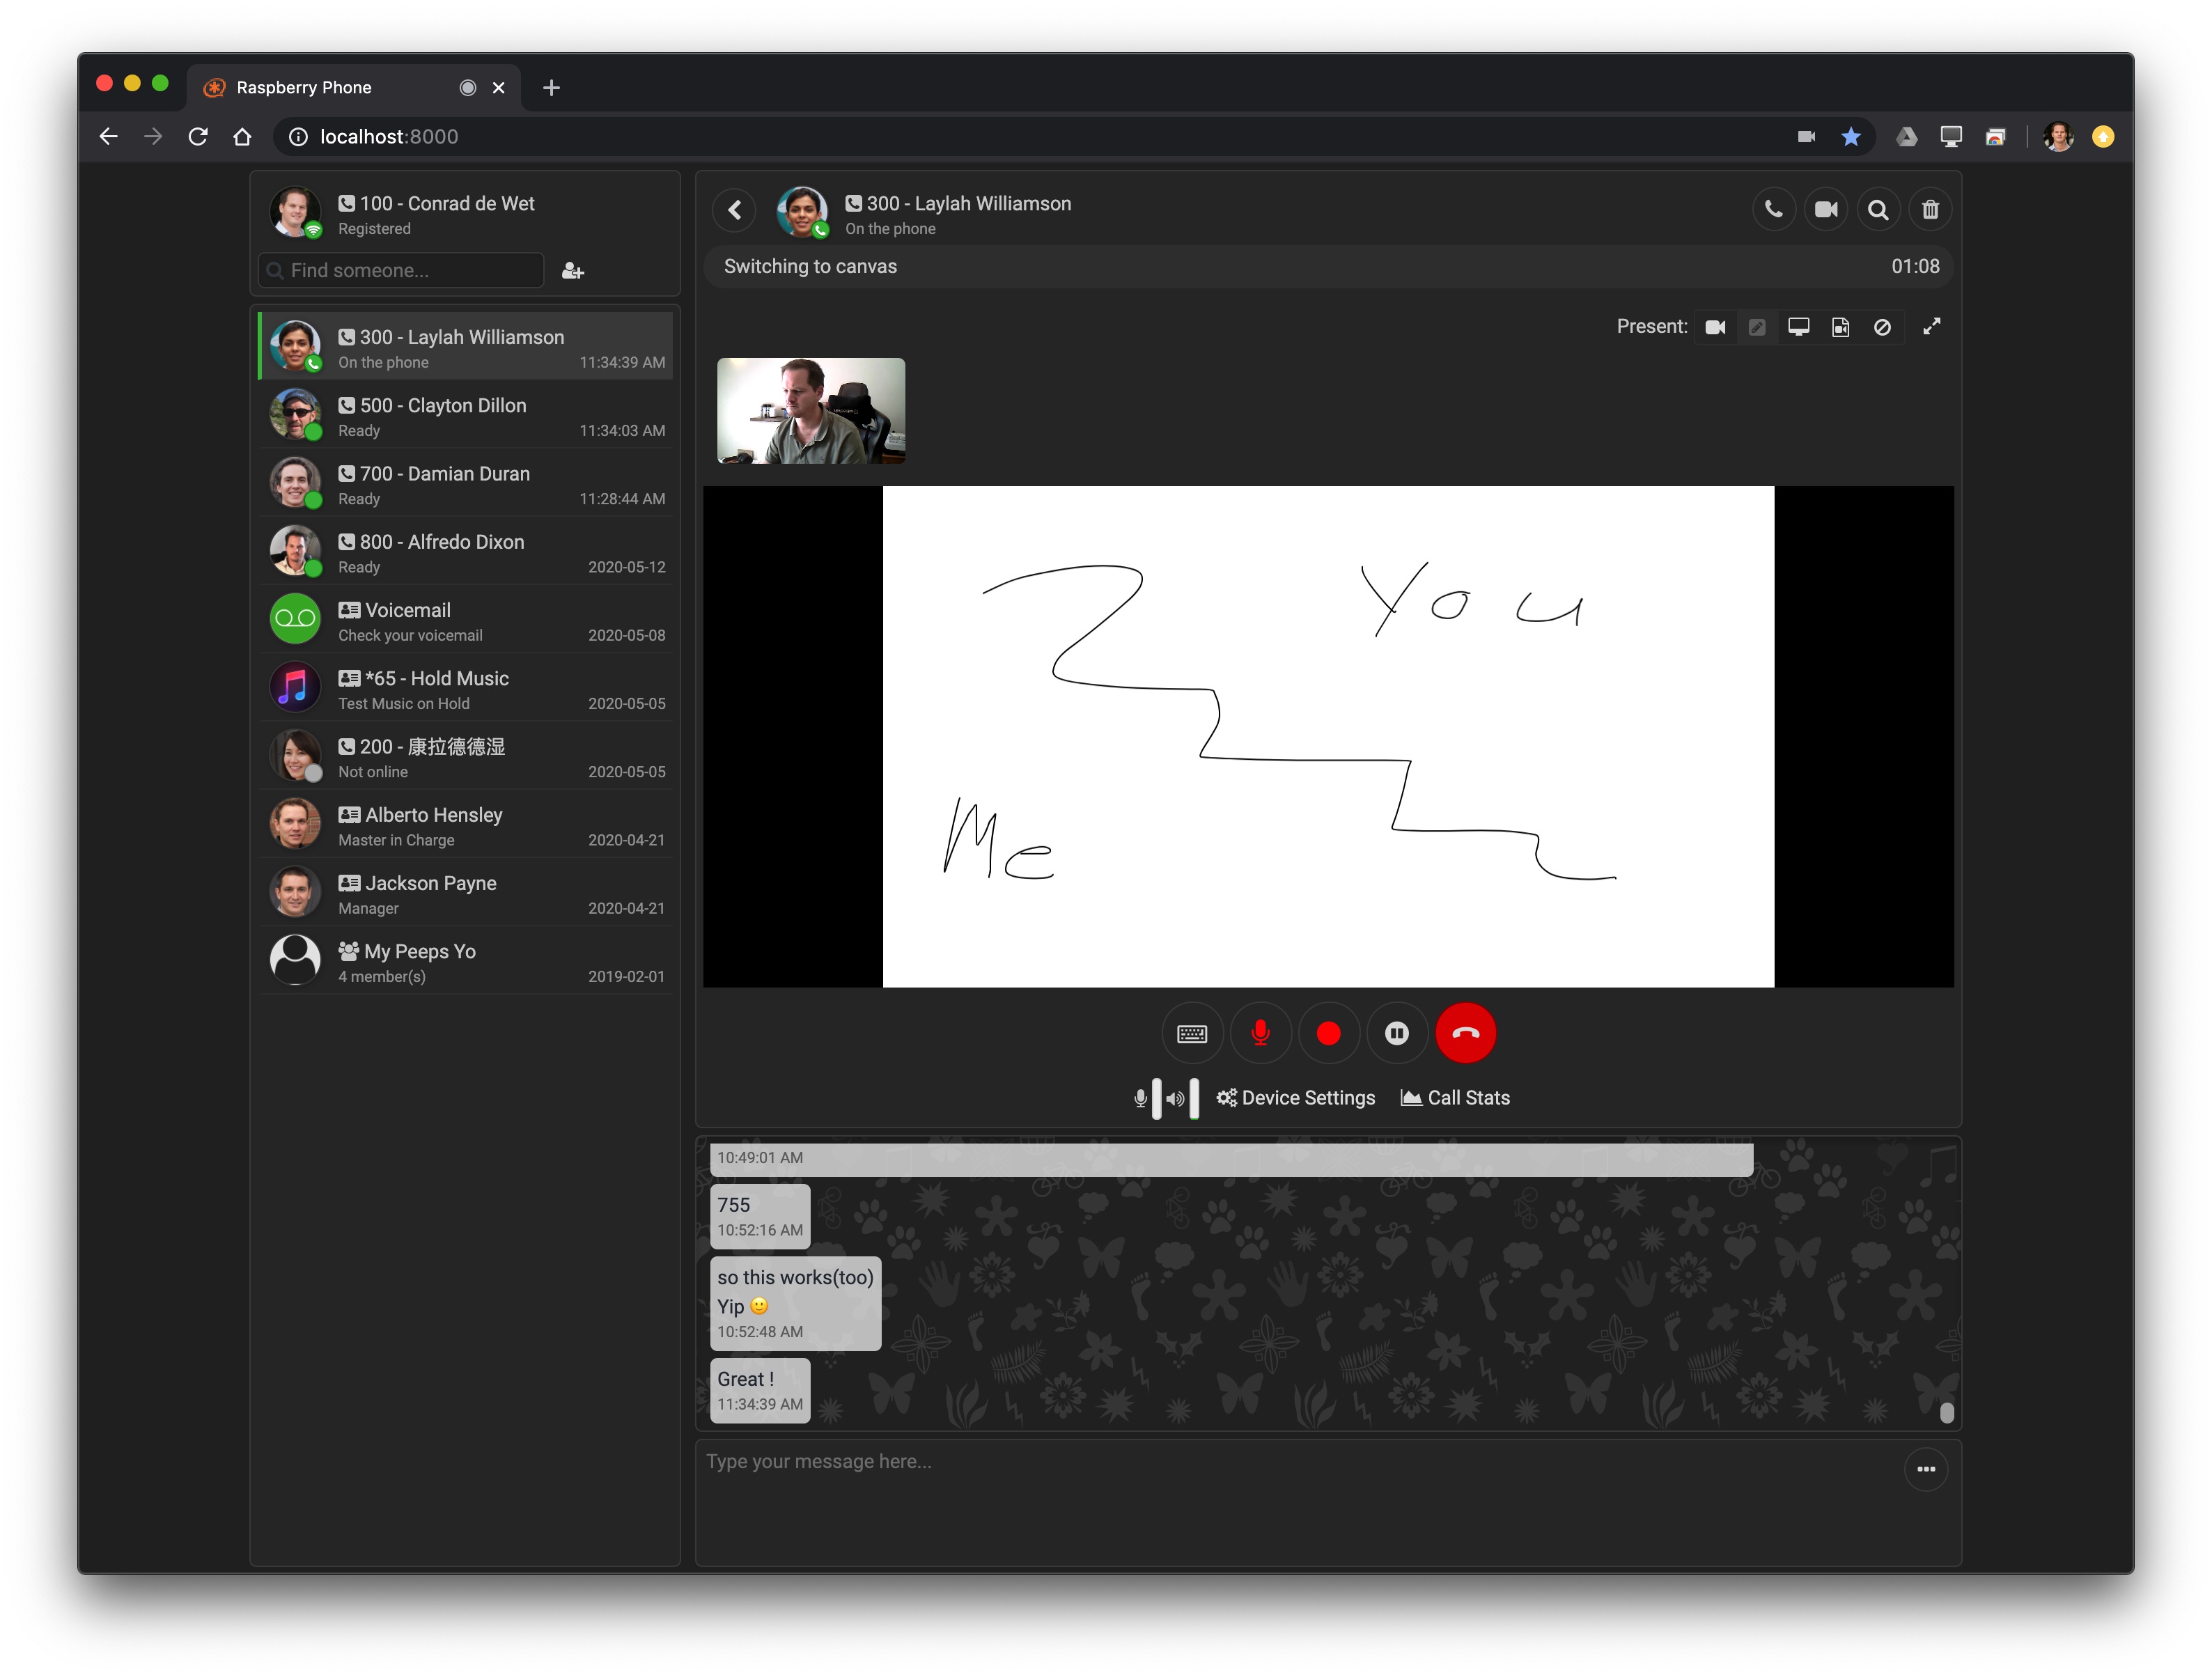 Raspberry Phone
localhost:8000
100 - Conrad de Wet
Registered
Find someone...
300 - Laylah Williamson
On the phone 11:34:39 AM
500 - Clayton Dillon
Ready 11:34:03 AM
700 - Damian Duran
Ready 11:28:44 AM
800 - Alfredo Dixon
Ready 2020-05-12
Voicemail
Check your voicemail 2020-05-08
*65 - Hold Music
Test Music on Hold 2020-05-05
200 - 康拉德德湿
Not online 2020-05-05
Alberto Hensley
Master in Charge 2020-04-21
Jackson Payne
Manager 2020-04-21
My Peeps Yo
4 member(s) 2019-02-01
300 - Laylah Williamson
On the phone
Switching to canvas 01:08
Present:
You
Me
Device Settings Call Stats
10:49:01 AM
755
10:52:16 AM
so this works(too)
Yip 🙂
10:52:48 AM
Great !
11:34:39 AM
Type your message here...